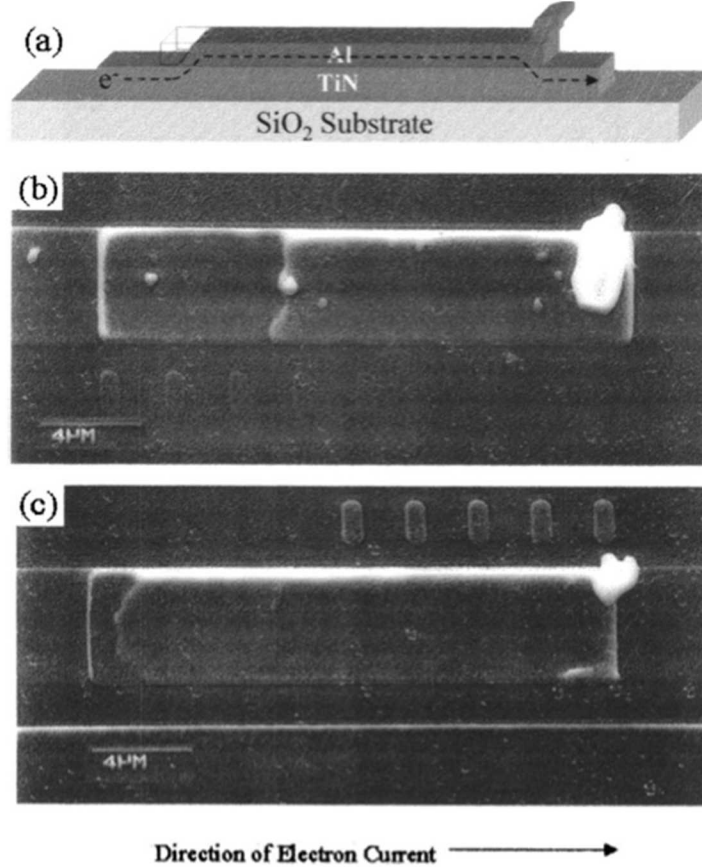 (a)
Al
e⁻
TiN
SiO₂ Substrate
(b)
4µM
(c)
4µM
Direction of Electron Current